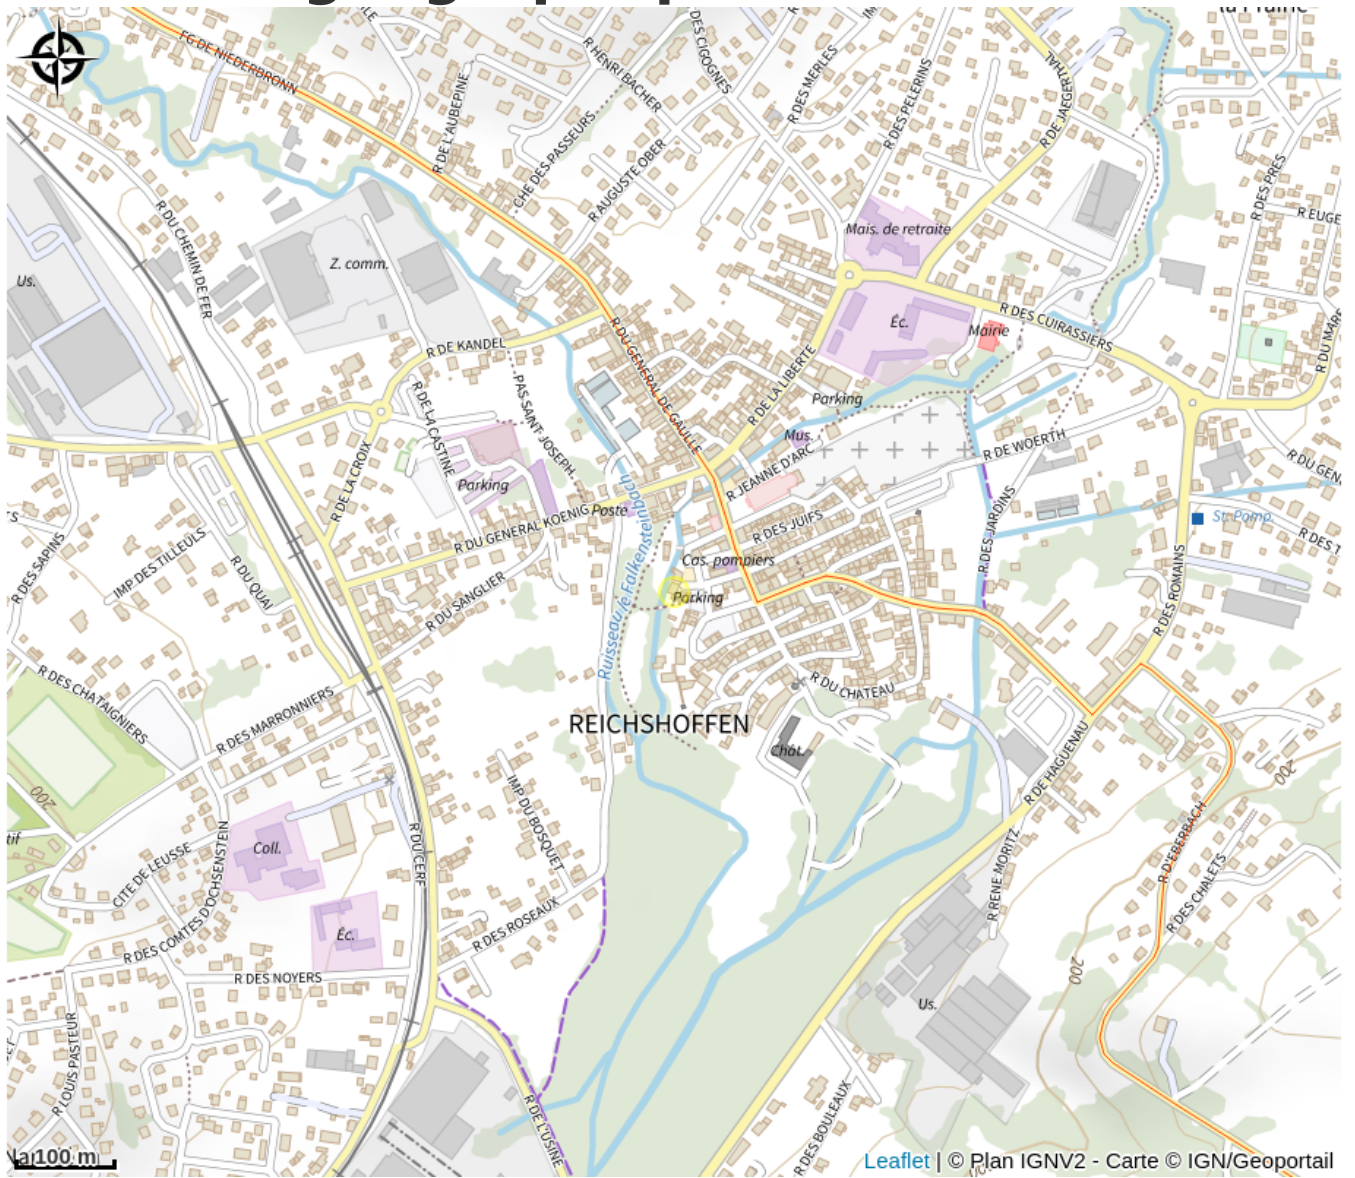 FG DE NIEDERBRONN
R DE L'AUBEPINE
R HENRI BACHER
DES CIGOGNES
R DES MERLES
R DES PELERINS
R DE JAEGERTHAL
CHE DES PASSEURS
R AUGUSTE OBER
R DES PRES
R EUGE
R DU CHEMIN DE FER
Us.
Z. comm.
Mais. de retraite
Éc.
Mairie
R DES CUIRASSIERS
R DU MARE
R DE KANDEL
R DU GENERAL DE GAULLE
R DE LA LIBERTE
Parking
PAS SAINT-JOSEPH
R DE LA CASTINE
R DE LA CROIX
Mus.
R JEANNE D'ARC
R DE WOERTH
R DU GEN
Parking
Poste
R DU GENERAL KOENIG
R DES JUIFS
R DES JARDINS
St. Pomp.
R DES T
R DES SAPINS
IMP DES TILLEULS
R DU QUAI
R DU SANGLIER
Ruisseau le Falkensteinbach
Cas. pompiers
Parking
R DES ROMAINS
R DES CHATAIGNIERS
R DES MARRONNIERS
R DU CHATEAU
REICHSHOFFEN
Chât.
R DE HAGUENAU
200
200
tif
IMP DU BOSQUET
R DU CERF
Coll.
CITE DE LEUSSE
R DES COMTES D'OCHSENSTEIN
R D'EBERBACH
R DES CHALETS
R RENE MORITZ
Éc.
R DES ROSEAUX
R DES NOYERS
200
Us.
R LOUIS PASTEUR
R DE L'USINE
R DES BOULEAUX
100 m
Leaflet | © Plan IGNV2 - Carte © IGN/Geoportail